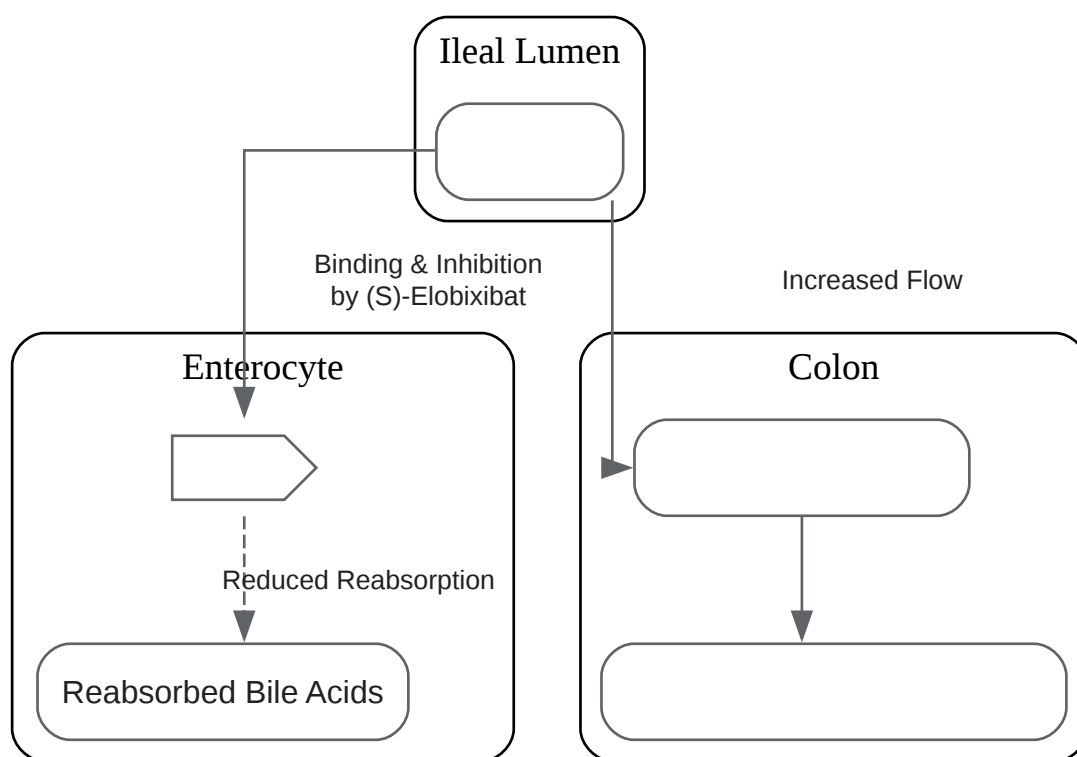 Ileal Lumen
Binding & Inhibition
by (S)-Elobixibat
Increased Flow
Enterocyte
Colon
Reduced Reabsorption
Reabsorbed Bile Acids